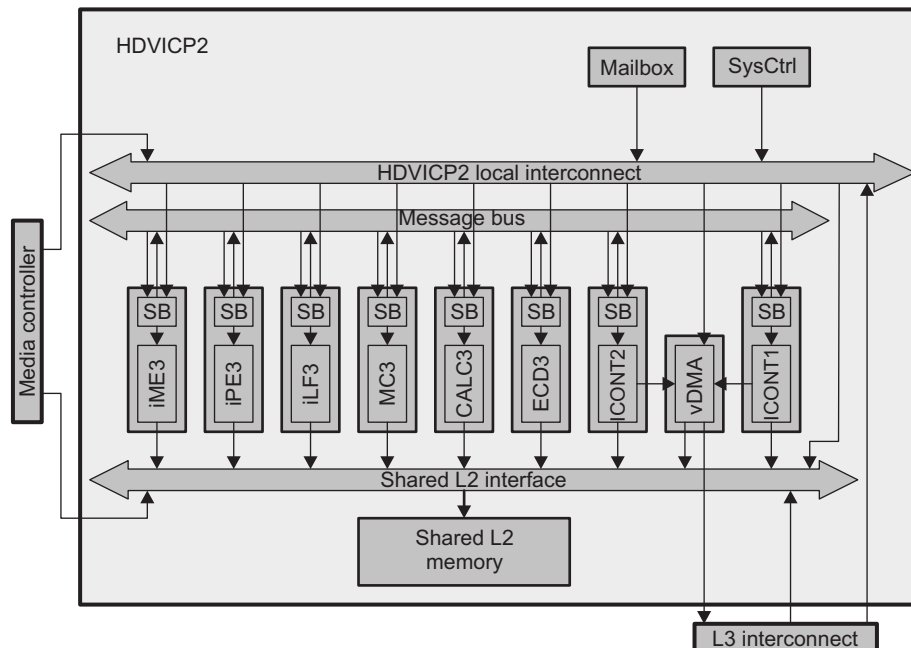 HDVICP2
Mailbox
SysCtrl
HDVICP2 local interconnect
Message bus
Media controller
SB
SB
SB
SB
SB
SB
SB
SB
iME3
iPE3
iLF3
MC3
CALC3
ECD3
ICONT2
vDMA
ICONT1
Shared L2 interface
Shared L2
memory
L3 interconnect